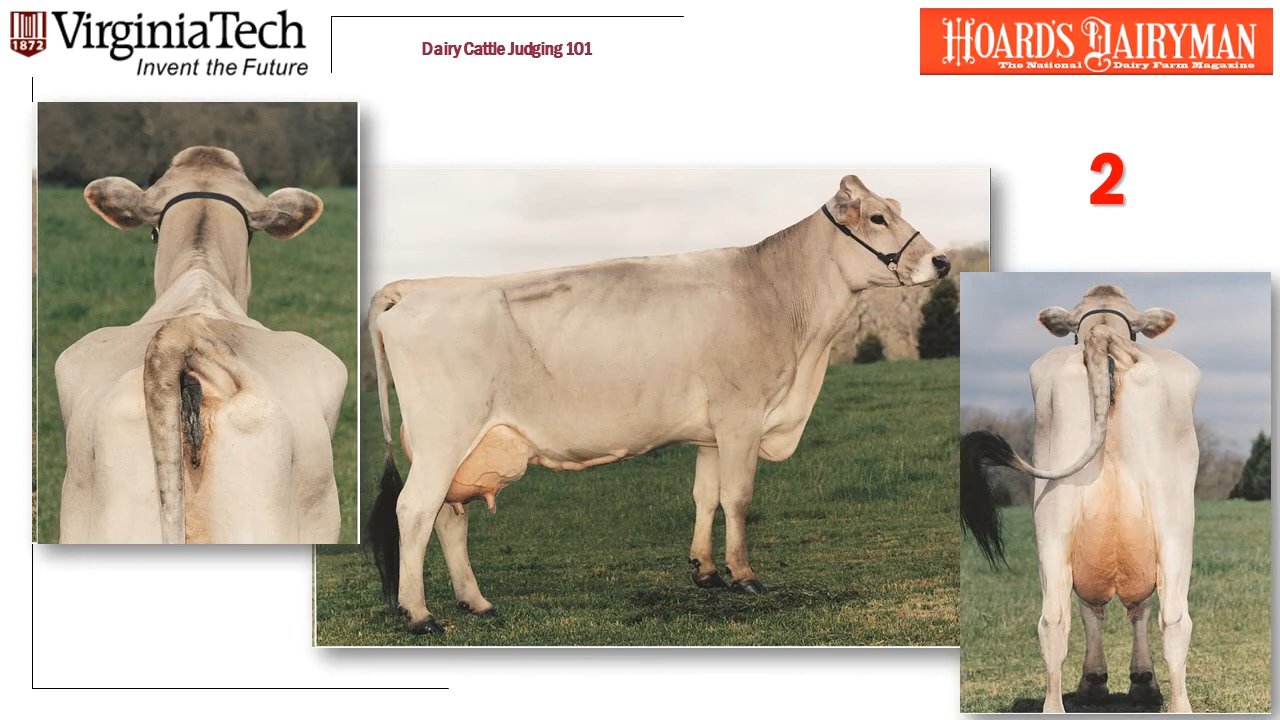 1872
VirginiaTech
Invent the Future
Dairy Cattle Judging 101
HOARD'S DAIRYMAN
The National Dairy Farm Magazine
2